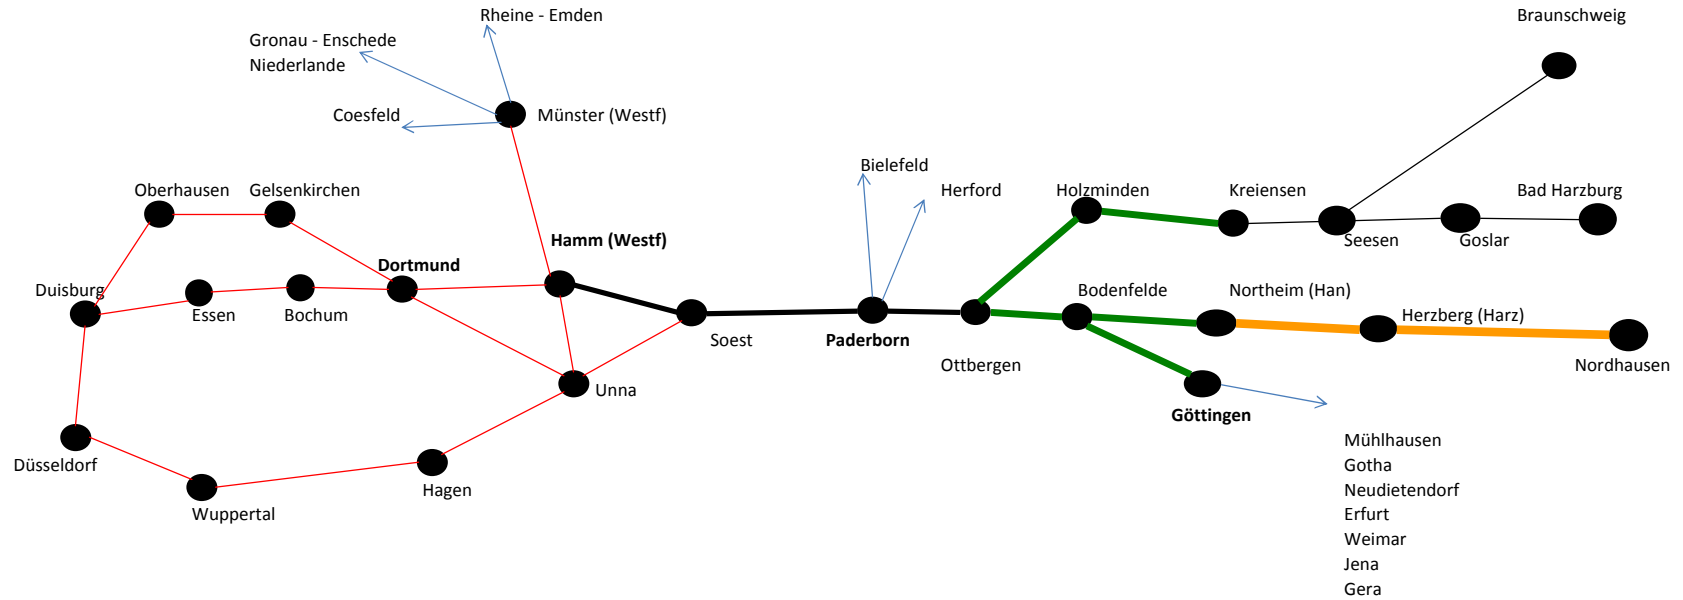 Rheine - Emden
Braunschweig
Gronau - Enschede
Niederlande
Coesfeld
Münster (Westf)
Bielefeld
Herford
Oberhausen
Gelsenkirchen
Holzminden
Kreiensen
Bad Harzburg
Hamm (Westf)
Seesen
Goslar
Dortmund
Duisburg
Bodenfelde
Northeim (Han)
Essen
Bochum
Herzberg (Harz)
Soest
Paderborn
Ottbergen
Nordhausen
Unna
Göttingen
Mühlhausen
Gotha
Neudietendorf
Erfurt
Weimar
Jena
Gera
Düsseldorf
Hagen
Wuppertal